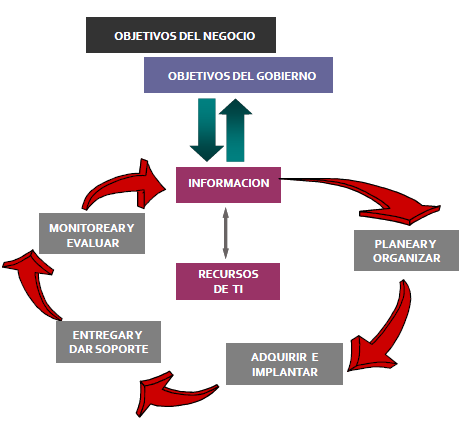 OBJETIVOS DEL NEGOCIO
OBJETIVOS DEL GOBIERNO
INFORMACION
MONITOREAR Y
EVALUAR
PLANEAR Y
ORGANIZAR
RECURSOS
DE TI
ENTREGAR Y
DAR SOPORTE
ADQUIRIR E
IMPLANTAR